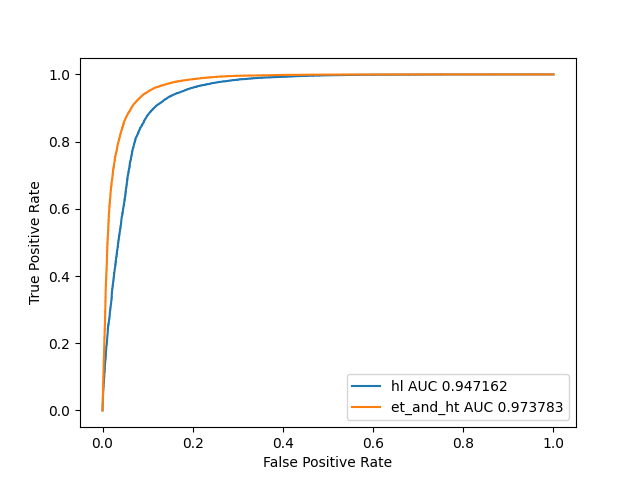 1.0
0.8
0.6
0.4
0.2
0.0
True Positive Rate
hl AUC 0.947162
et_and_ht AUC 0.973783
0.0 0.2 0.4 0.6 0.8 1.0
False Positive Rate